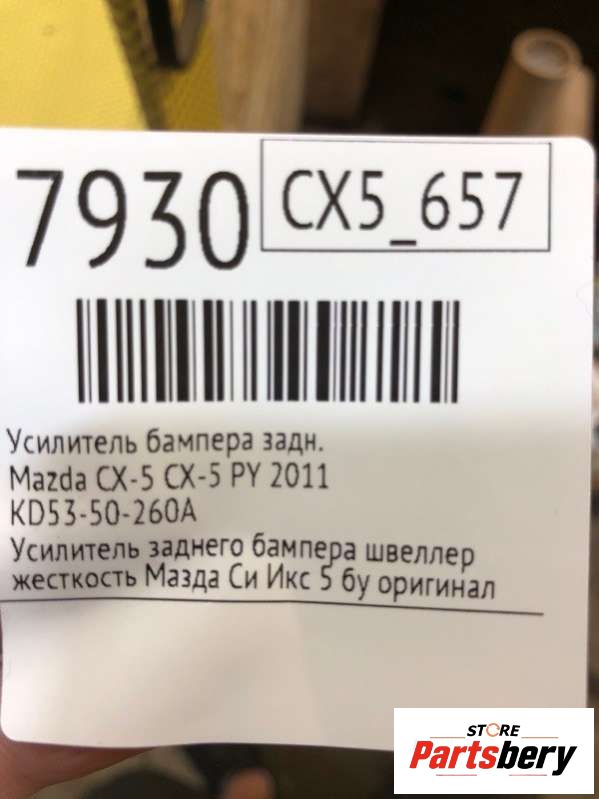 7930
CX5_657
Усилитель бампера задн.
Mazda CX-5 CX-5 PY 2011
KD53-50-260A
Усилитель заднего бампера швеллер
жесткость Мазда Си Икс 5 бу оригинал
STORE
Partsbery